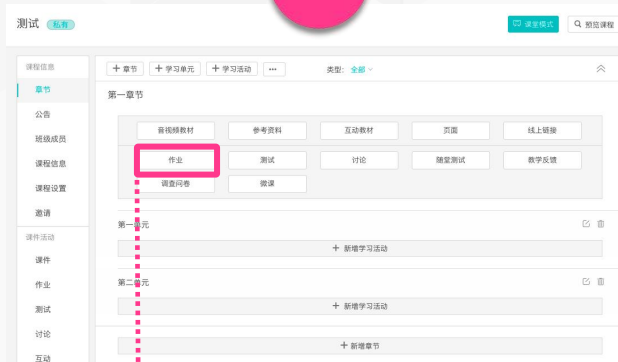 测试 私有 课堂模式 预览课程
课程信息
章节
公告
班级成员
课程信息
课程设置
邀请
课件活动
课件
作业
测试
讨论
互动
+ 章节 + 学习单元 + 学习活动 ··· 类型: 全部
第一章节
音视频教材 参考资料 互动教材 页面 线上链接
作业 测试 讨论 随堂测试 教学反馈
调查问卷 微课
第一单元
+ 新增学习活动
第二单元
+ 新增学习活动
+ 新增章节